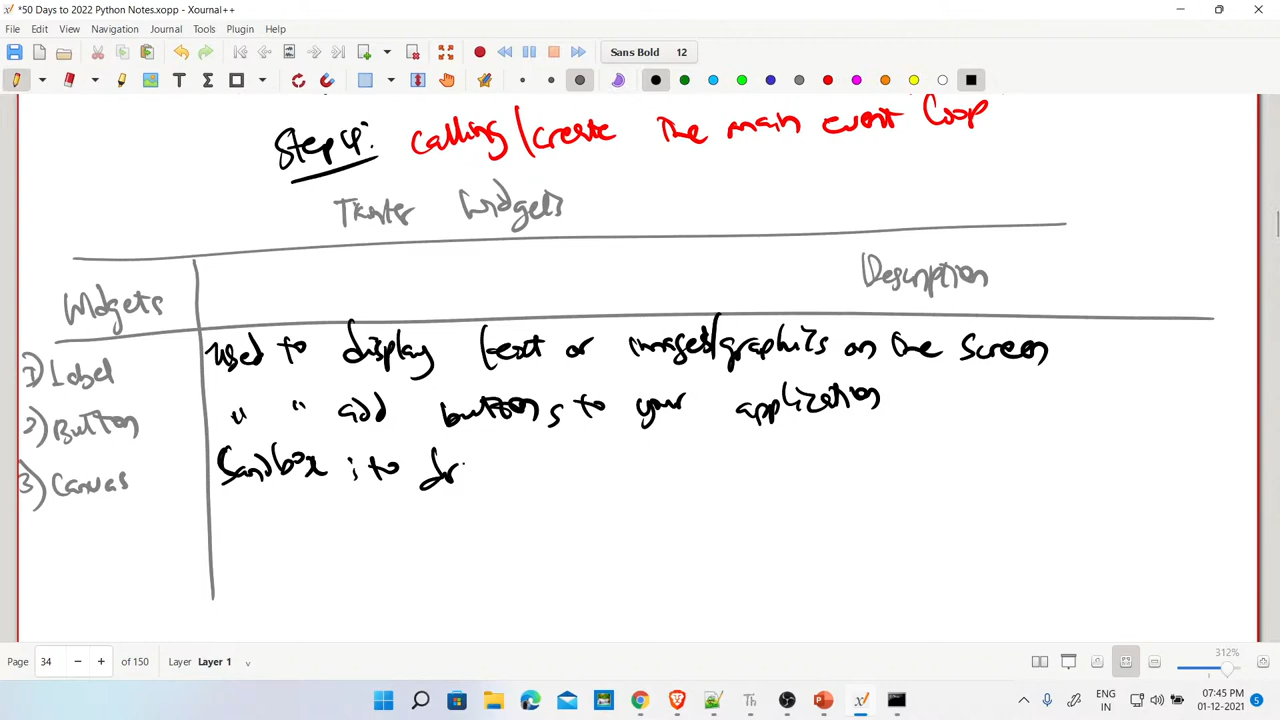 *50 Days to 2022 Python Notes.xopp - Xournal++
File Edit View Navigation Journal Tools Plugin Help
Sans Bold 12
Step 4: calling/create the main event loop
Tkinter Widgets
Widgets Description
1) Label used to display text or images/graphics on the screen
2) Button " " add buttons to your application
3) Canvas Sandbox ; to dr
Page 34 of 150 Layer Layer 1 312%
ENG
IN
07:45 PM
01-12-2021
5